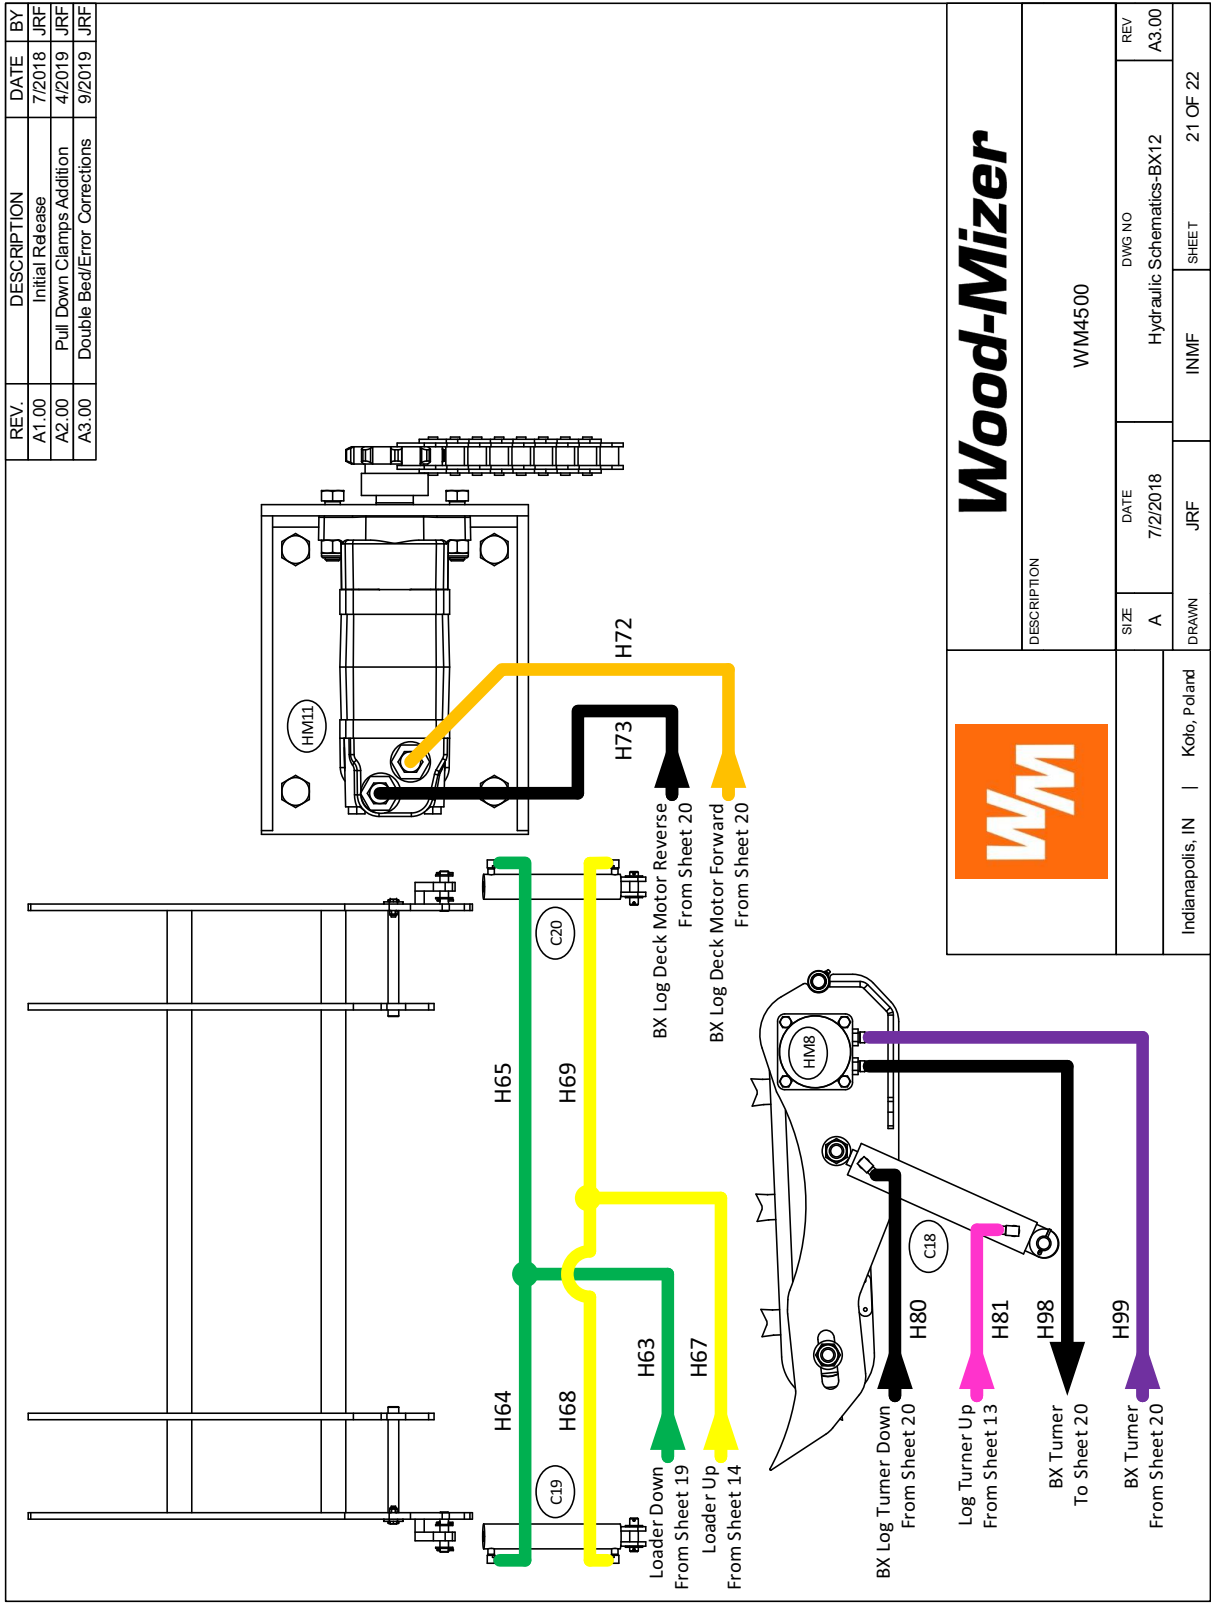 REV. DESCRIPTION DATE BY
A1.00 Initial Release 7/2018 JRF
A2.00 Pull Down Clamps Addition 4/2019 JRF
A3.00 Double Bed/Error Corrections 9/2019 JRF
HM11
H72
H73
BX Log Deck Motor Reverse
From Sheet 20
BX Log Deck Motor Forward
From Sheet 20
C20
C19
H65
H69
H64
H68
H63
H67
Loader Down
From Sheet 19
Loader Up
From Sheet 14
HM8
C18
H80
H81
H98
H99
BX Log Turner Down
From Sheet 20
Log Turner Up
From Sheet 13
BX Turner
To Sheet 20
BX Turner
From Sheet 20
WM
Wood-Mizer
DESCRIPTION
WM4500
SIZE
A
DATE
7/2/2018
DWG NO
Hydraulic Schematics-BX12
REV
A3.00
Indianapolis, IN | Koło, Poland
DRAWN JRF INMF SHEET 21 OF 22